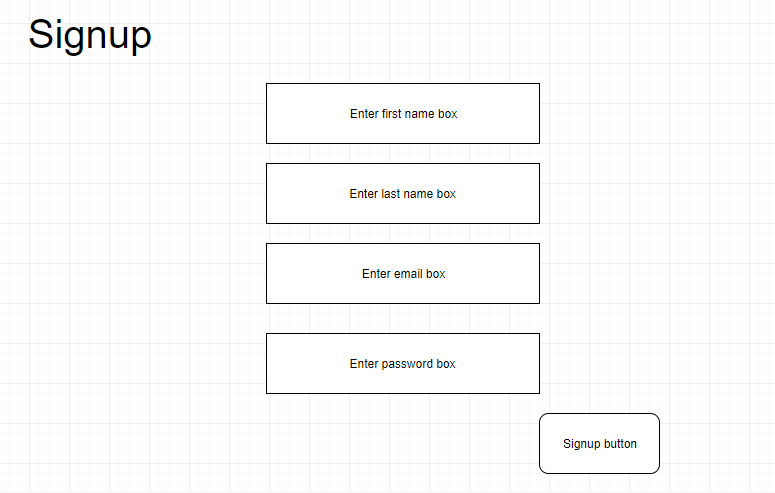 Signup
Enter first name box
Enter last name box
Enter email box
Enter password box
Signup button